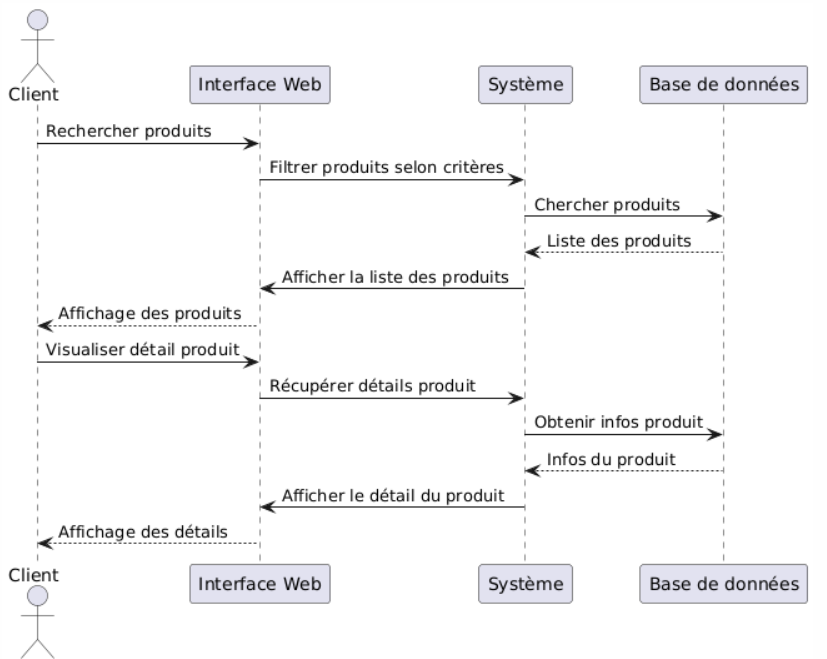 Client
Interface Web
Système
Base de données
Rechercher produits
Filtrer produits selon critères
Chercher produits
Liste des produits
Afficher la liste des produits
Affichage des produits
Visualiser détail produit
Récupérer détails produit
Obtenir infos produit
Infos du produit
Afficher le détail du produit
Affichage des détails
Client
Interface Web
Système
Base de données